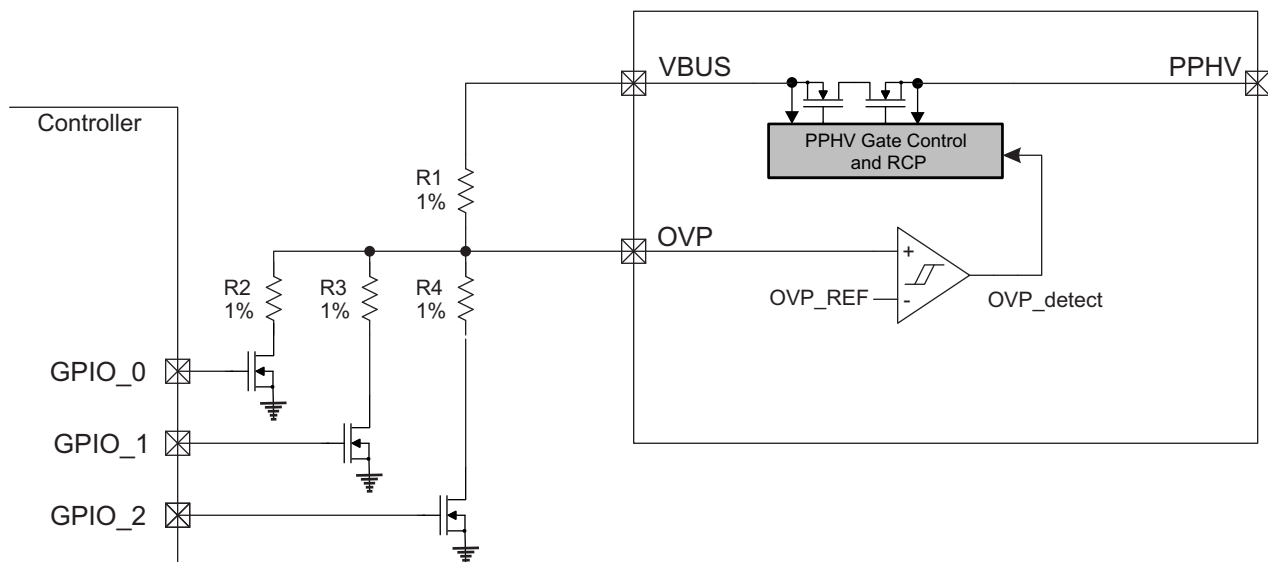 VBUS
PPHV
Controller
PPHV Gate Control
and RCP
R1
1%
OVP
R2
1%
R3
1%
R4
1%
+
OVP_REF
-
OVP_detect
GPIO_0
GPIO_1
GPIO_2